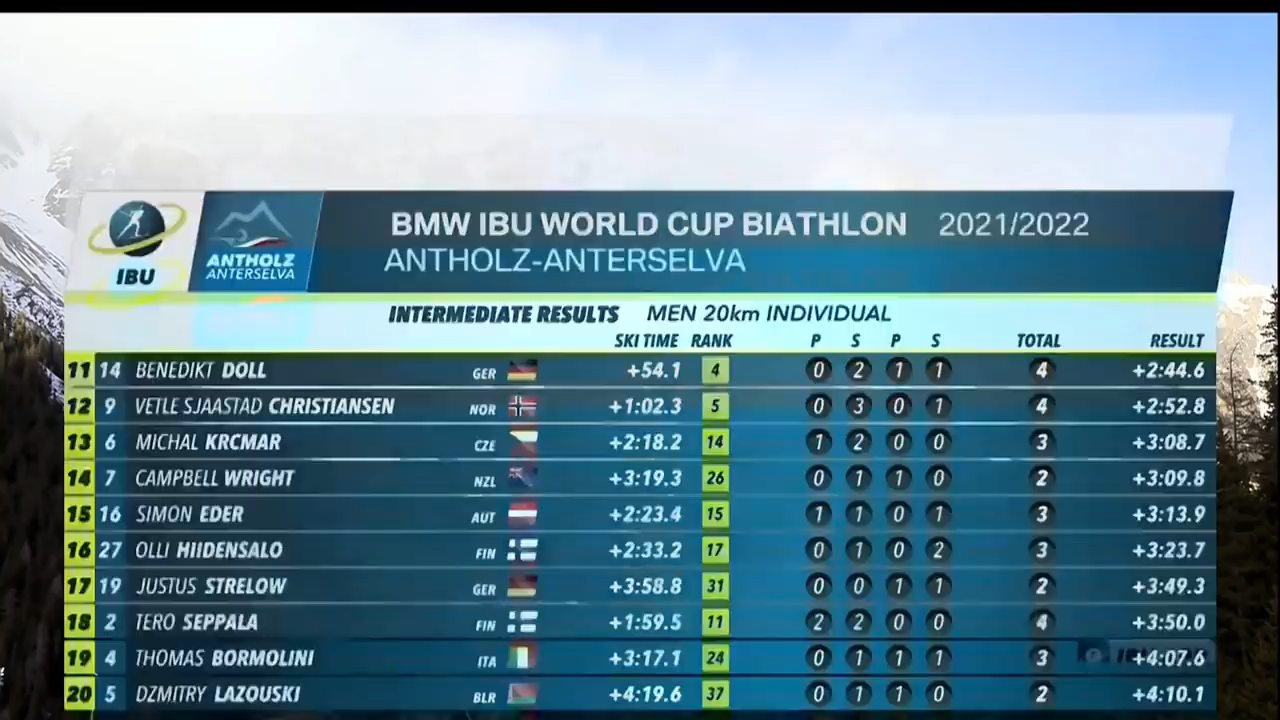 BMW IBU WORLD CUP BIATHLON 2021/2022
ANTHOLZ-ANTERSELVA
IBU
ANTHOLZ
ANTERSELVA
INTERMEDIATE RESULTS MEN 20km INDIVIDUAL
SKI TIME RANK P S P S TOTAL RESULT
11 14 BENEDIKT DOLL GER +54.1 4 0 2 1 1 4 +2:44.6
12 9 VETLE SJAASTAD CHRISTIANSEN NOR +1:02.3 5 0 3 0 1 4 +2:52.8
13 6 MICHAL KRCMAR CZE +2:18.2 14 1 2 0 0 3 +3:08.7
14 7 CAMPBELL WRIGHT NZL +3:19.3 26 0 1 1 0 2 +3:09.8
15 16 SIMON EDER AUT +2:23.4 15 1 1 0 1 3 +3:13.9
16 27 OLLI HIIDENSALO FIN +2:33.2 17 0 1 0 2 3 +3:23.7
17 19 JUSTUS STRELOW GER +3:58.8 31 0 0 1 1 2 +3:49.3
18 2 TERO SEPPALA FIN +1:59.5 11 2 2 0 0 4 +3:50.0
19 4 THOMAS BORMOLINI ITA +3:17.1 24 0 1 1 1 3 +4:07.6
20 5 DZMITRY LAZOUSKI BLR +4:19.6 37 0 1 1 0 2 +4:10.1